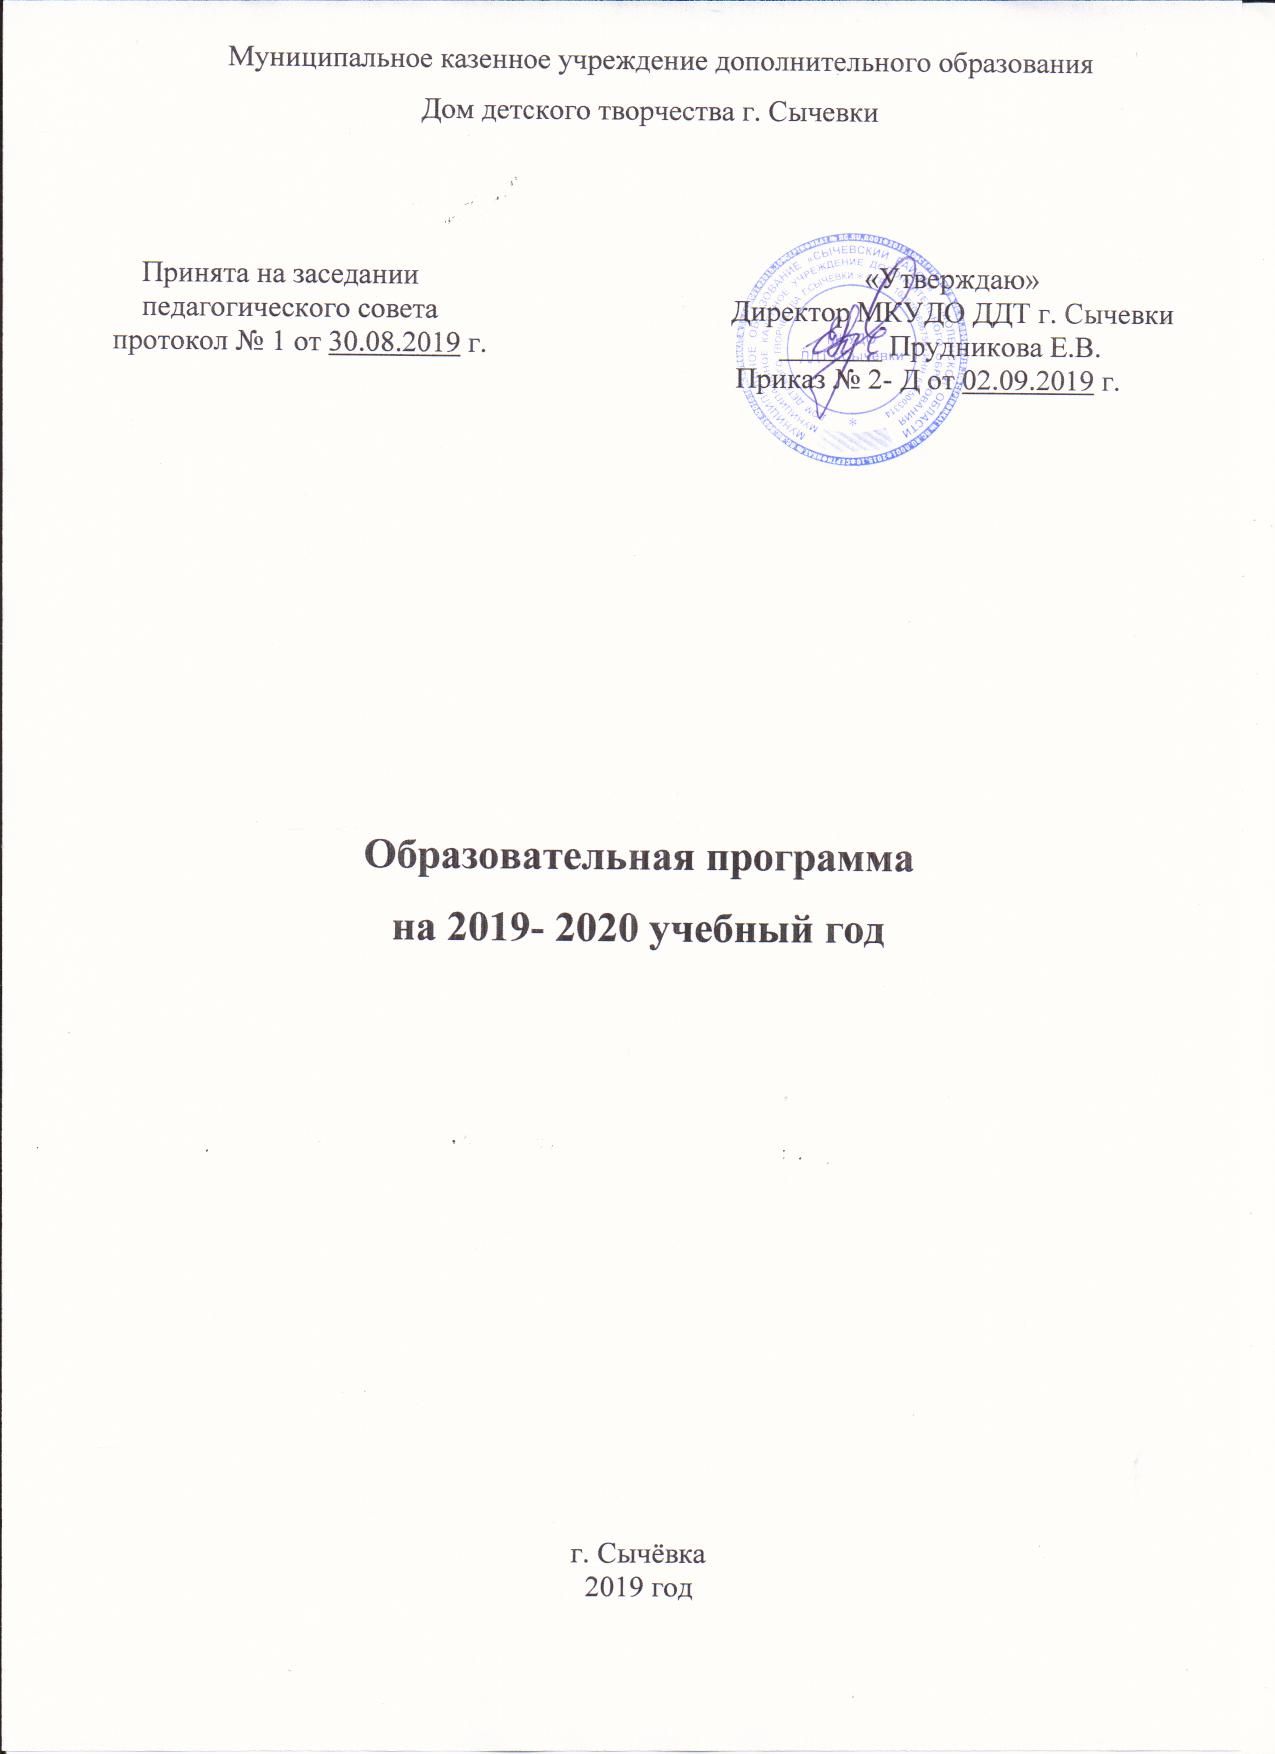 Муниципальное казенное учреждение дополнительного образования
Дом детского творчества г. Сычевки
Принята на заседании
педагогического совета
протокол № 1 от 30.08.2019 г.
«Утверждаю»
Директор МКУДО ДДТ г. Сычевки
Прудникова Е.В.
Приказ № 2- Д от 02.09.2019 г.
Образовательная программа
на 2019- 2020 учебный год
г. Сычёвка
2019 год